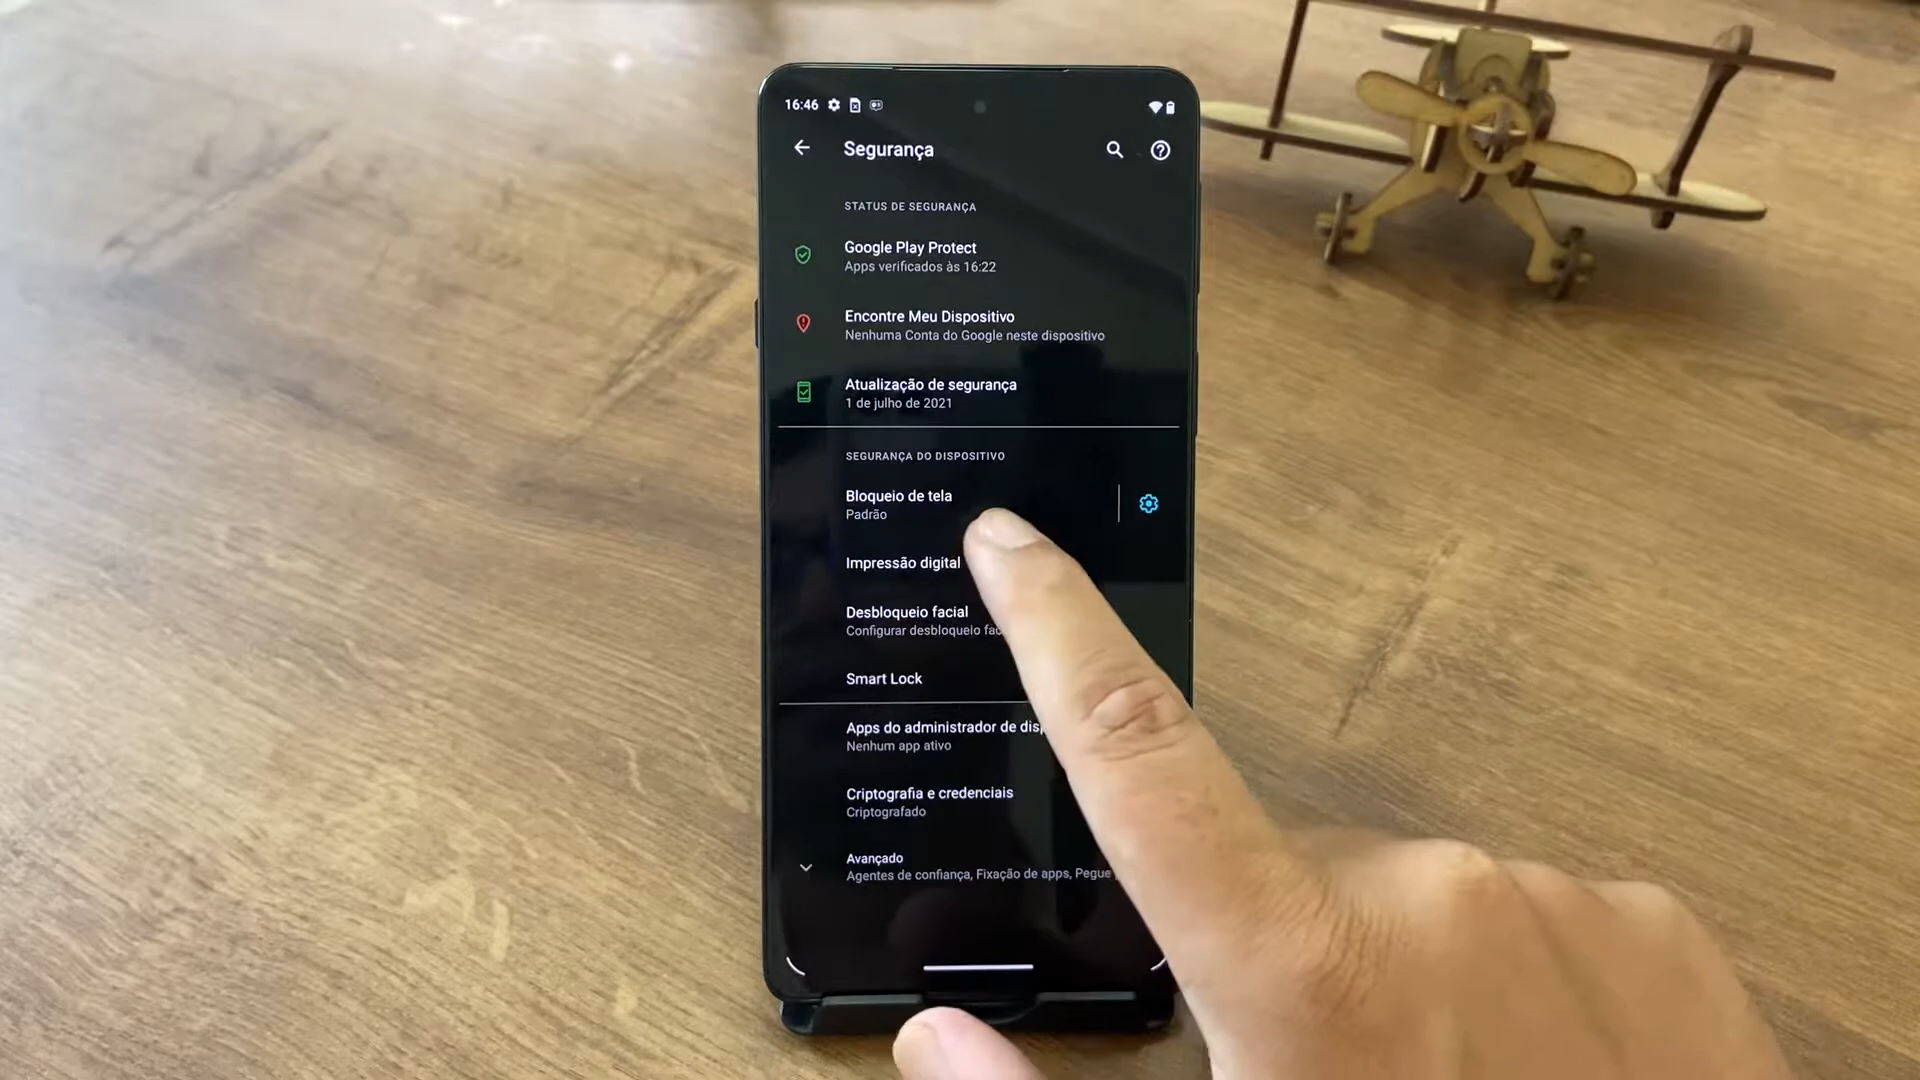 16:46
Segurança
STATUS DE SEGURANÇA
Google Play Protect
Apps verificados às 16:22
Encontre Meu Dispositivo
Nenhuma Conta do Google neste dispositivo
Atualização de segurança
1 de julho de 2021
SEGURANÇA DO DISPOSITIVO
Bloqueio de tela
Padrão
Impressão digital
Desbloqueio facial
Configurar desbloqueio
Smart Lock
Apps do administrador de
Nenhum app ativo
Criptografia e credenciais
Criptografado
Avançado
Agentes de confiança, Fixação de apps, Pegue